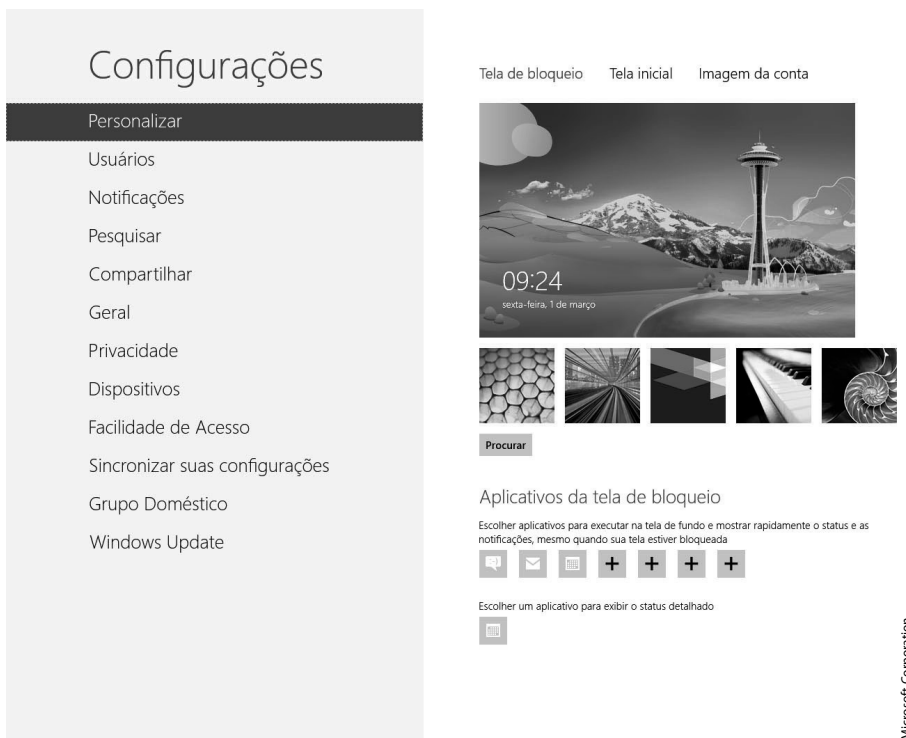 Configurações
Personalizar
Usuários
Notificações
Pesquisar
Compartilhar
Geral
Privacidade
Dispositivos
Facilidade de Acesso
Sincronizar suas configurações
Grupo Doméstico
Windows Update
Tela de bloqueio Tela inicial Imagem da conta
09:24
sexta-feira, 1 de março
Procurar
Aplicativos da tela de bloqueio
Escolher aplicativos para executar na tela de fundo e mostrar rapidamente o status e as
notificações, mesmo quando sua tela estiver bloqueada
Escolher um aplicativo para exibir o status detalhado
Microsoft Corporation